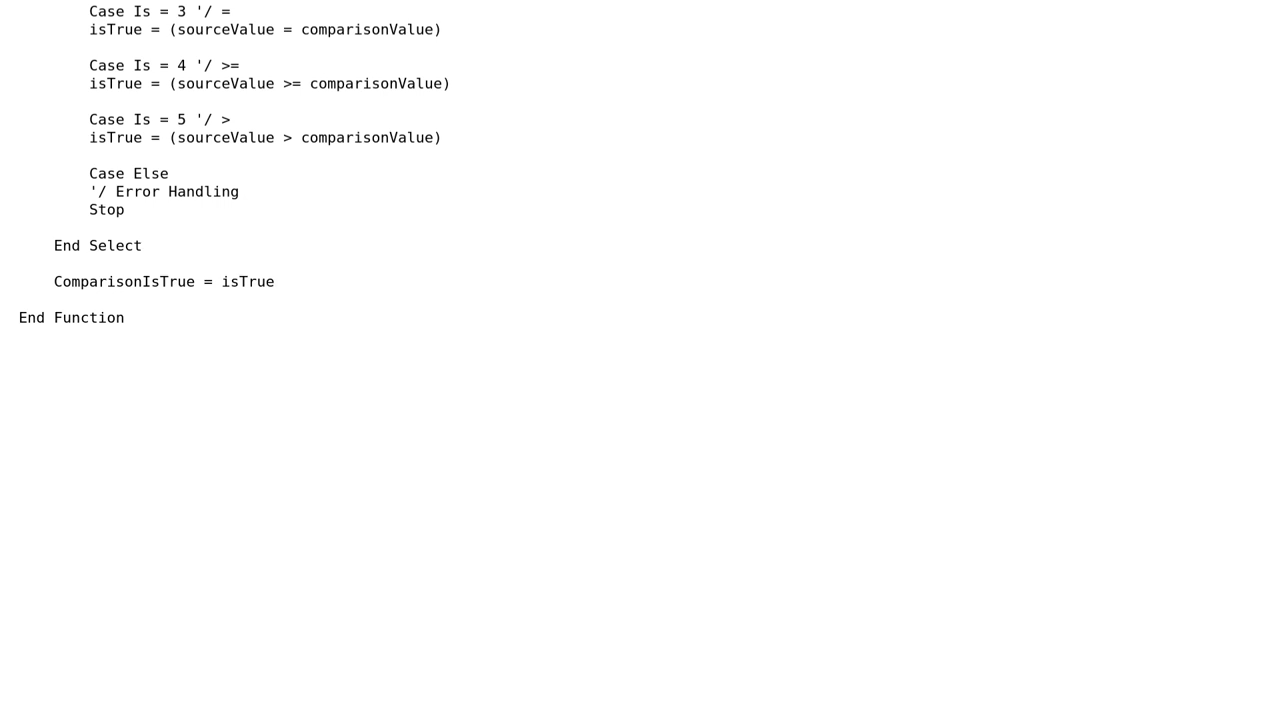 Case Is = 3 '/ =
        isTrue = (sourceValue = comparisonValue)

        Case Is = 4 '/ >=
        isTrue = (sourceValue >= comparisonValue)

        Case Is = 5 '/ >
        isTrue = (sourceValue > comparisonValue)

        Case Else
        '/ Error Handling
        Stop

    End Select

    ComparisonIsTrue = isTrue

End Function